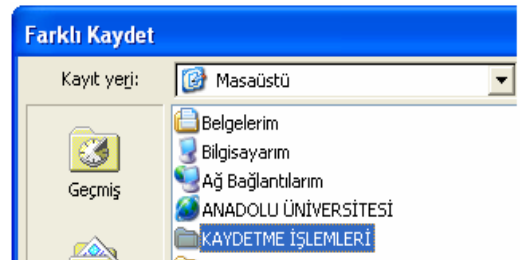 Farklı Kaydet
Kayıt yeri:
Masaüstü
Belgelerim
Bilgisayarım
Ağ Bağlantılarım
ANADOLU ÜNİVERSİTESİ
KAYDETME İŞLEMLERİ
Geçmiş